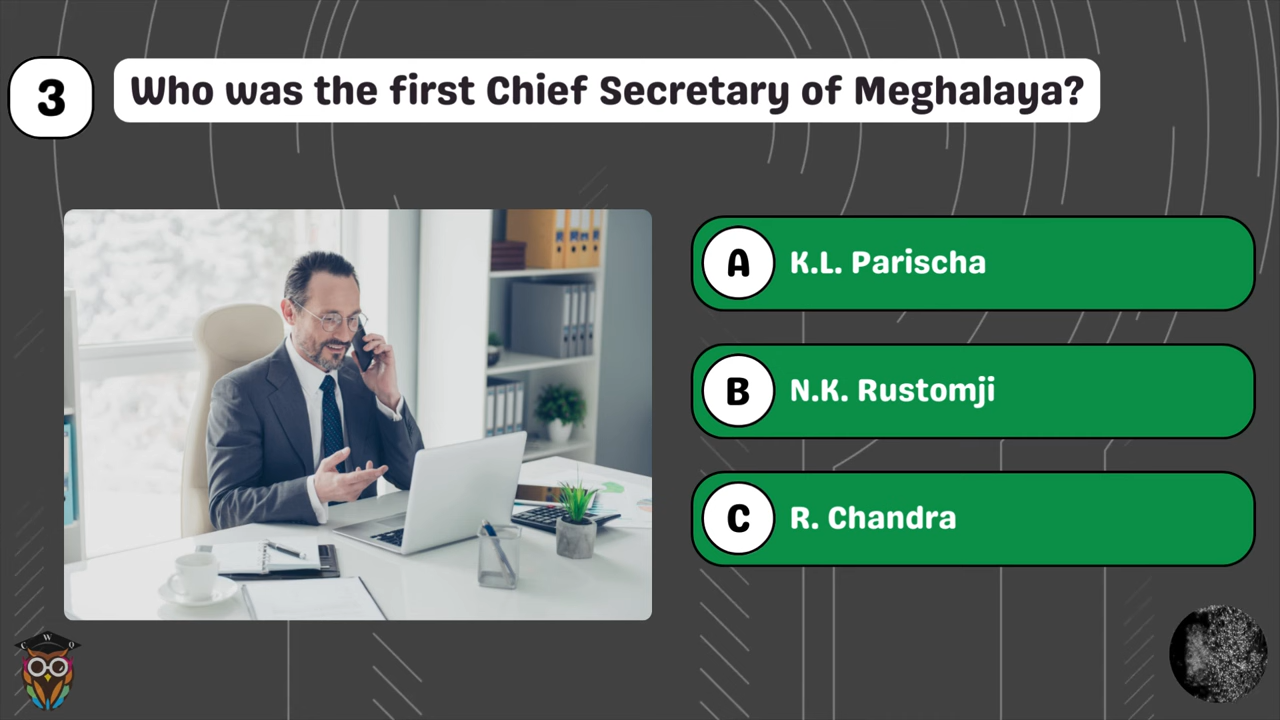 3
Who was the first Chief Secretary of Meghalaya?
A
K.L. Parischa
B
N.K. Rustomji
C
R. Chandra
C W Q